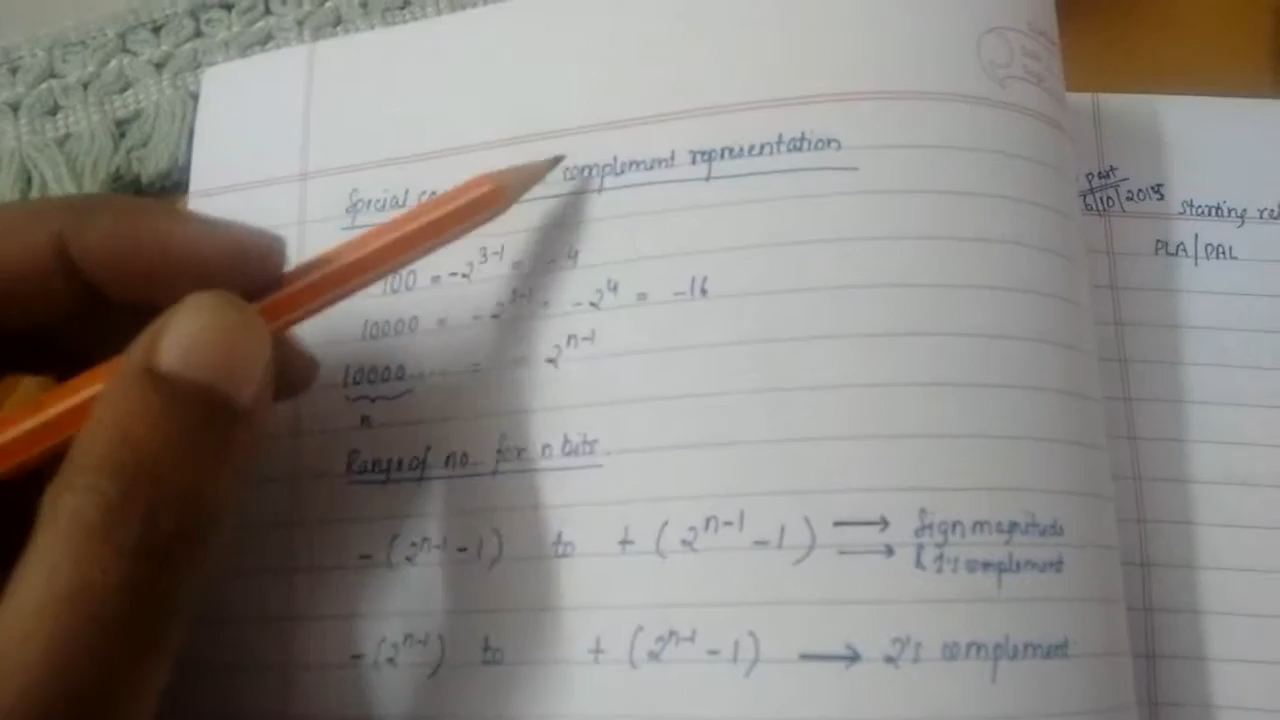 Special complement representation
100 = -2^{3-1} = -4
10000 = -2^{5-1} = -2^4 = -16
10000.... = - 2^{n-1}
n
Range of no. for n bits
-(2^{n-1} - 1) to + (2^{n-1} - 1) → Sign magnitude
→ 1's complement
-(2^{n-1}) to + (2^{n-1} - 1) → 2's complement
part
6/10/2015 starting
PLA/PAL